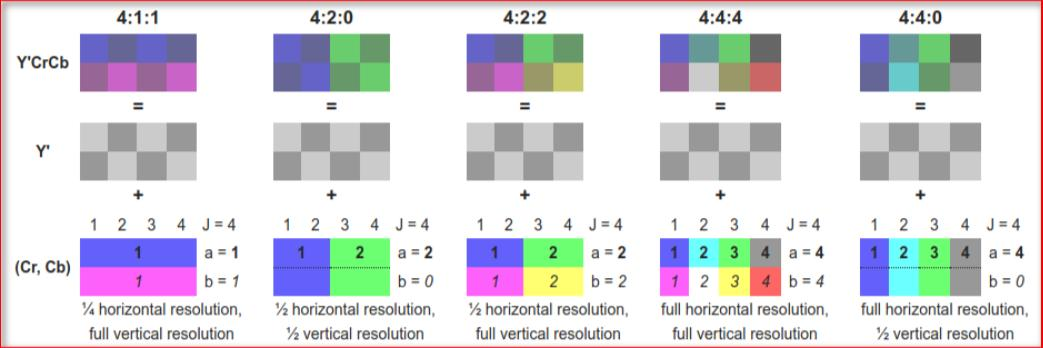 4:1:1 4:2:0 4:2:2 4:4:4 4:4:0
Y'CrCb
= = = = =
Y'
+ + + + +
1 2 3 4 J = 4 1 2 3 4 J = 4 1 2 3 4 J = 4 1 2 3 4 J = 4 1 2 3 4 J = 4
(Cr, Cb)
1 a = 1 1 2 a = 2 1 2 a = 2 1 2 3 4 a = 4 1 2 3 4 a = 4
1 b = 1 b = 0 1 2 b = 2 1 2 3 4 b = 4 b = 0
¼ horizontal resolution, ½ horizontal resolution, ½ horizontal resolution, full horizontal resolution, full horizontal resolution,
full vertical resolution ½ vertical resolution full vertical resolution full vertical resolution ½ vertical resolution